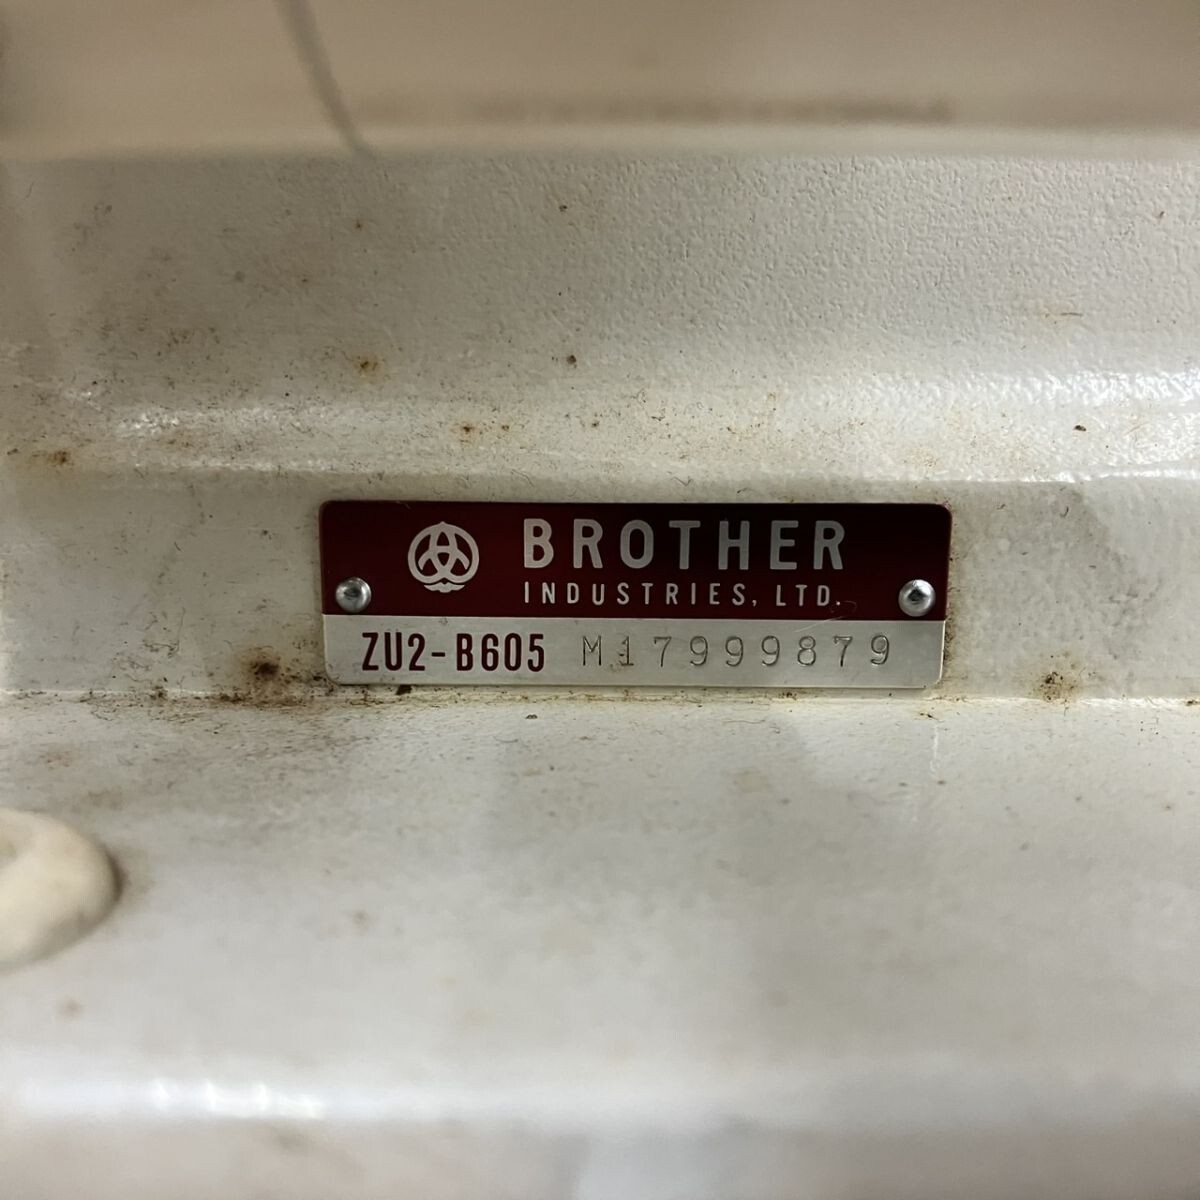 BROTHER
INDUSTRIES, LTD.
ZU2-B605 M17999879